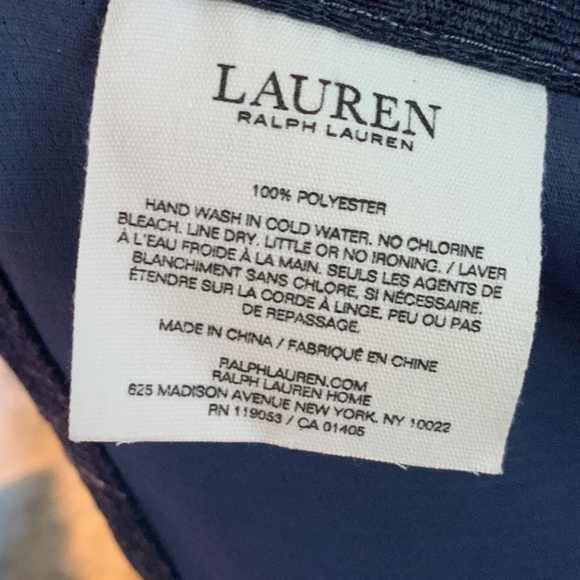 LAUREN
RALPH LAUREN
100% POLYESTER
HAND WASH IN COLD WATER. NO CHLORINE
BLEACH. LINE DRY. LITTLE OR NO IRONING. / LAVER
À L'EAU FROIDE À LA MAIN. SEULS LES AGENTS DE
BLANCHIMENT SANS CHLORE, SI NÉCESSAIRE.
ÉTENDRE SUR LA CORDE À LINGE. PEU OU PAS
DE REPASSAGE.
MADE IN CHINA / FABRIQUÉ EN CHINE
RALPHLAUREN.COM
RALPH LAUREN HOME
625 MADISON AVENUE NEW YORK, NY 10022
RN 119053 / CA 01405